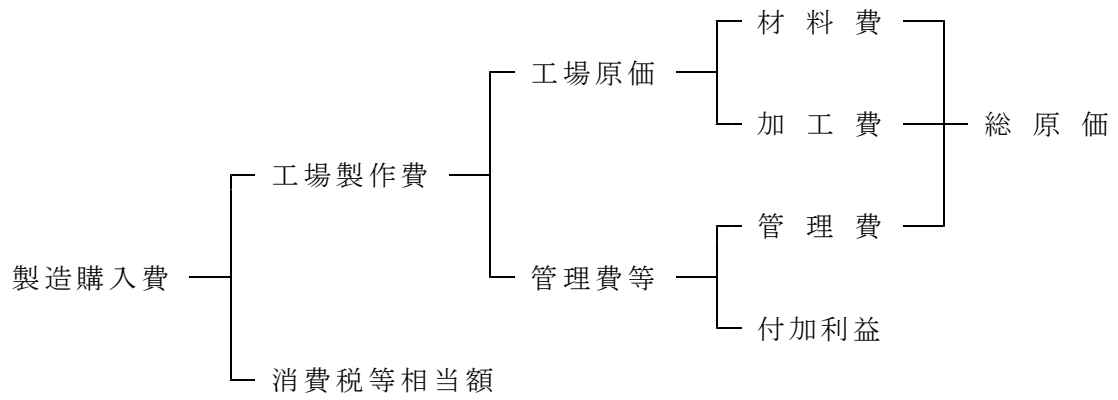 材料費
工場原価
加工費
総原価
工場製作費
管理費
製造購入費
管理費等
付加利益
消費税等相当額